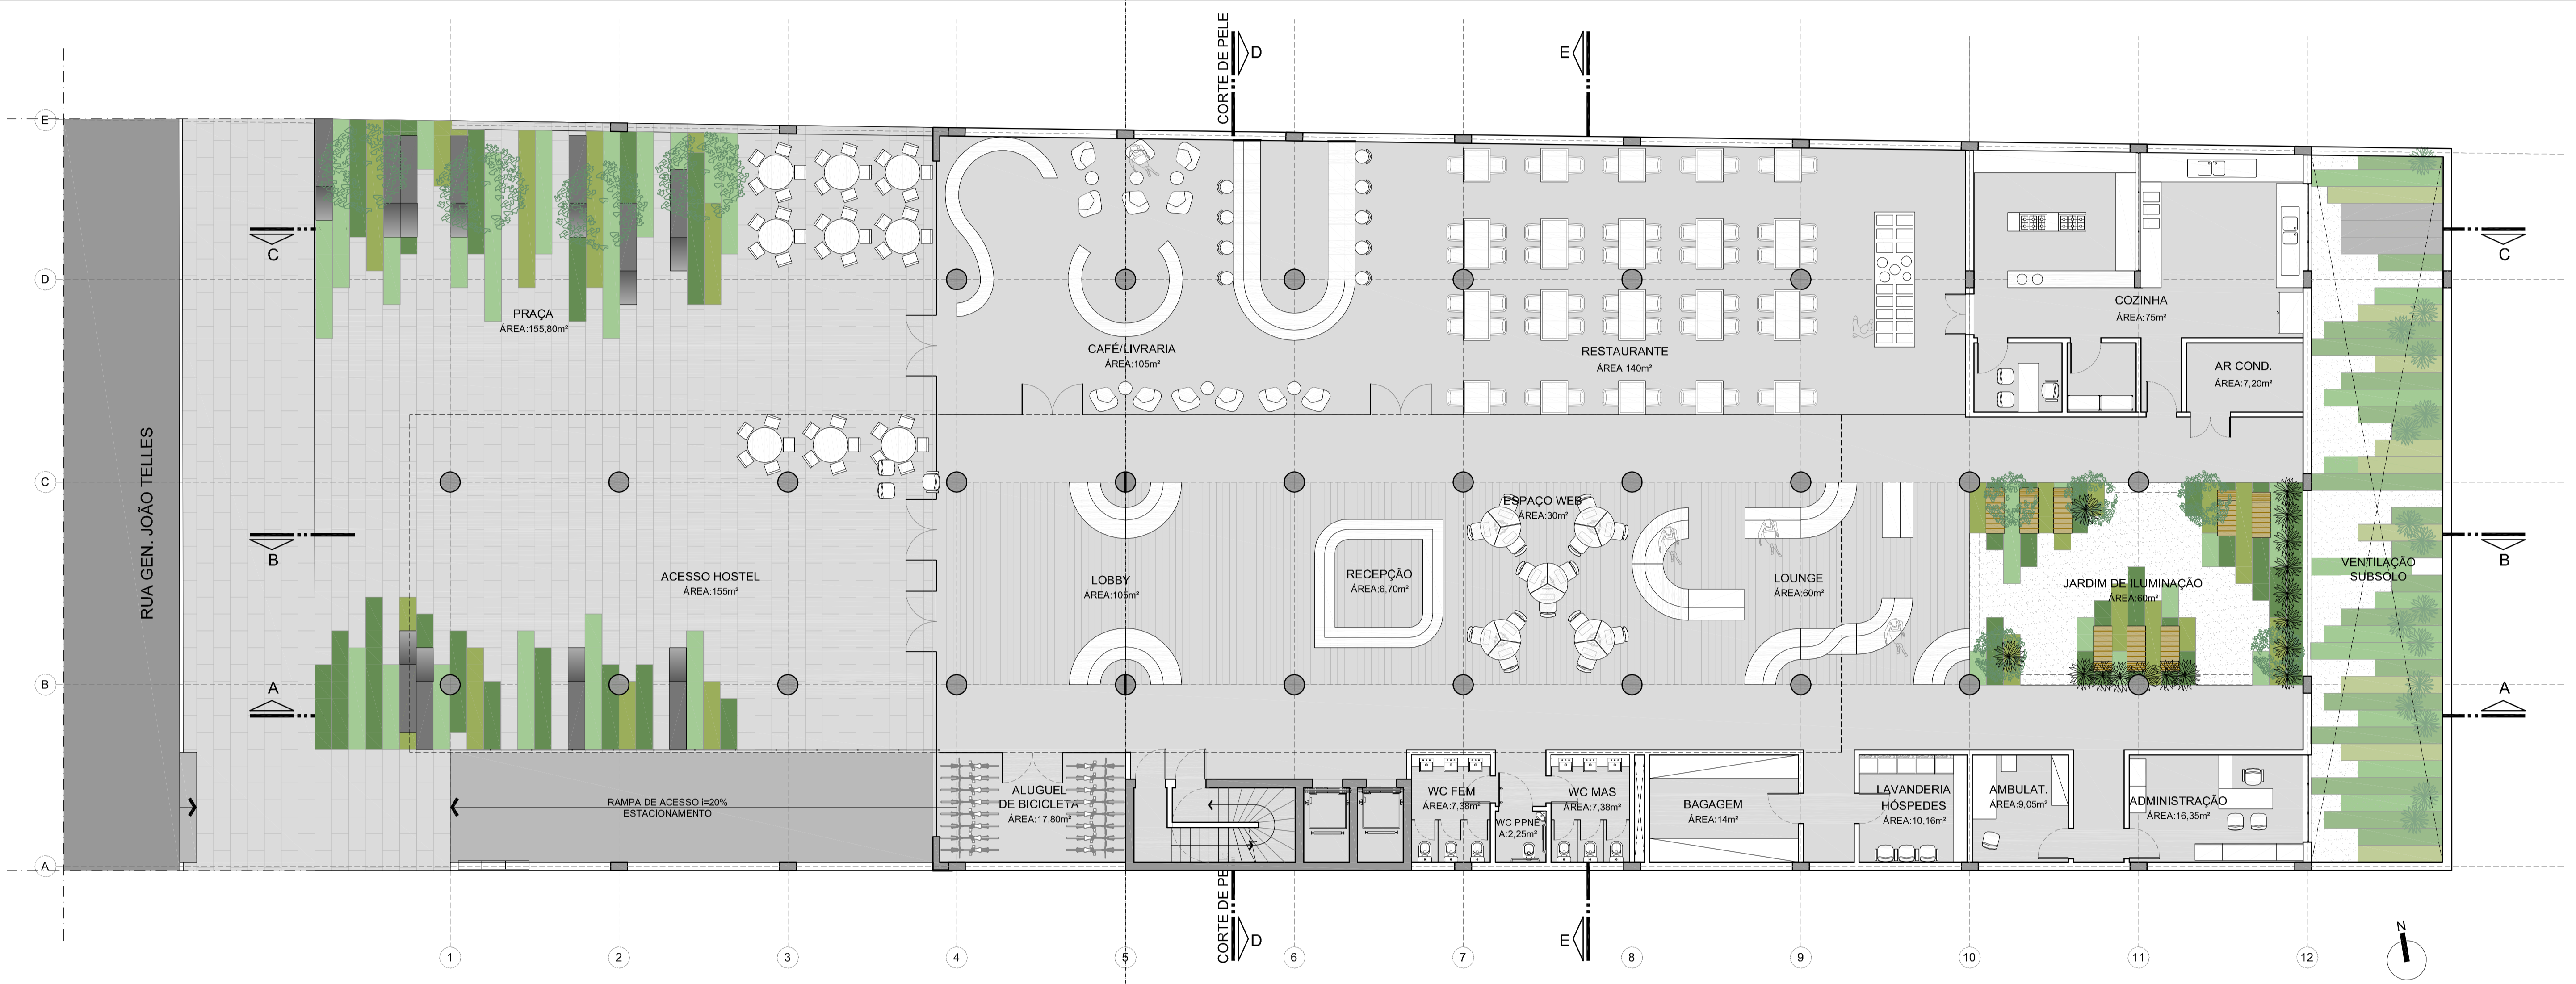 CORTE DE PELE
D
E
E
D
C
B
A
RUA GEN. JOÃO TELLES
C
B
A
PRAÇA
ÁREA:155,80m²
ACESSO HOSTEL
ÁREA:155m²
RAMPA DE ACESSO i=20%
ESTACIONAMENTO
CAFÉ/LIVRARIA
ÁREA:105m²
RESTAURANTE
ÁREA:140m²
COZINHA
ÁREA:75m²
AR COND.
ÁREA:7,20m²
LOBBY
ÁREA:105m²
RECEPÇÃO
ÁREA:6,70m²
ESPAÇO WEB
ÁREA:30m²
LOUNGE
ÁREA:60m²
JARDIM DE ILUMINAÇÃO
ÁREA:60m²
VENTILAÇÃO
SUBSOLO
ALUGUEL
DE BICICLETA
ÁREA:17,80m²
WC FEM
ÁREA:7,38m²
WC PPNE
A:2,25m²
WC MAS
ÁREA:7,38m²
BAGAGEM
ÁREA:14m²
LAVANDERIA
HÓSPEDES
ÁREA:10,16m²
AMBULAT.
ÁREA:9,05m²
ADMINISTRAÇÃO
ÁREA:16,35m²
C
B
A
CORTE DE PE
D
E
N
1
2
3
4
5
6
7
8
9
10
11
12